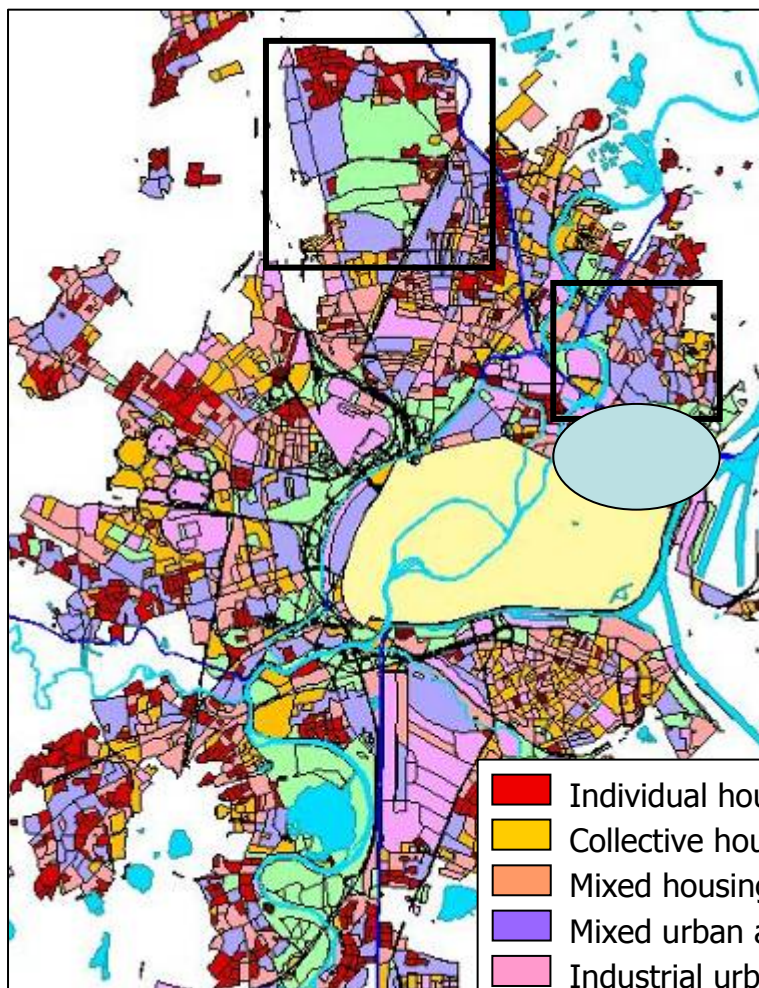 Individual hou
Collective hou
Mixed housing
Mixed urban a
Industrial urb